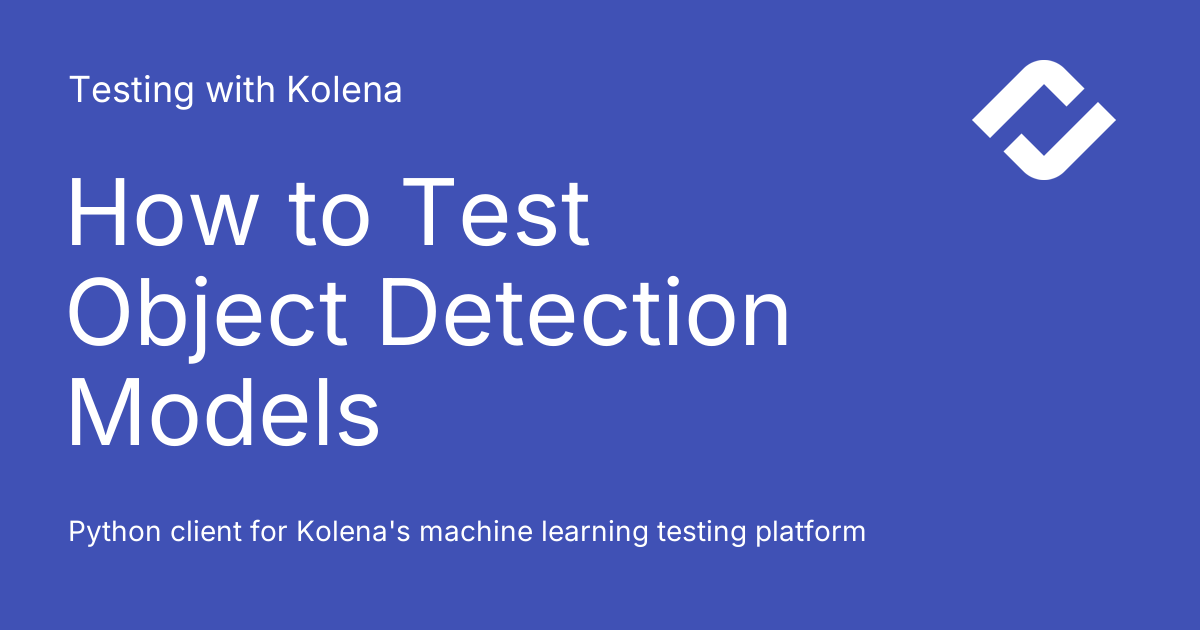 Testing with Kolena
How to Test
Object Detection
Models
Python client for Kolena's machine learning testing platform